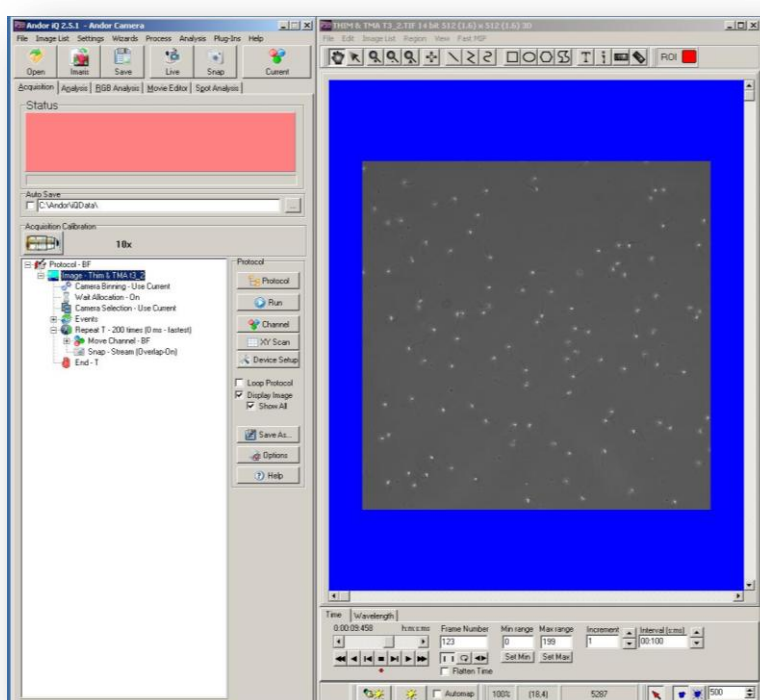 Andor iQ 2.5.1 - Andor Camera
File Image List Settings Wizards Process Analysis Plug-Ins Help
Open Imaris Save Live Snap Current
Acquisition Analysis RGB Analysis Movie Editor Spot Analysis
Status
Auto Save
C:\Andor\iQData\
...
Acquisition Calibration
10x
Protocol - BF
Image - Thim & TMA t3_2
Camera Binning - Use Current
Wait Allocation - On
Camera Selection - Use Current
Events
Repeat T - 200 times (0 ms - fastest)
Move Channel - BF
Snap - Stream (Overlap-On)
End - T
Protocol
Protocol
Run
Channel
XY Scan
Device Setup
Loop Protocol
Display Image
Show All
Save As...
Options
Help
THIM & TMA T3_2.TIF 14 bit 512 (1.6) x 512 (1.6) 3D
File Edit Image List Region View Fast MSP
T
ROI
Time Wavelength
0:00:09:458 h:m:s:ms Frame Number Min range Max range Increment Interval (s:ms)
123 0 199 1 00:100
Set Min Set Max
Flatten Time
Automap 100% (18,4) 5287 500